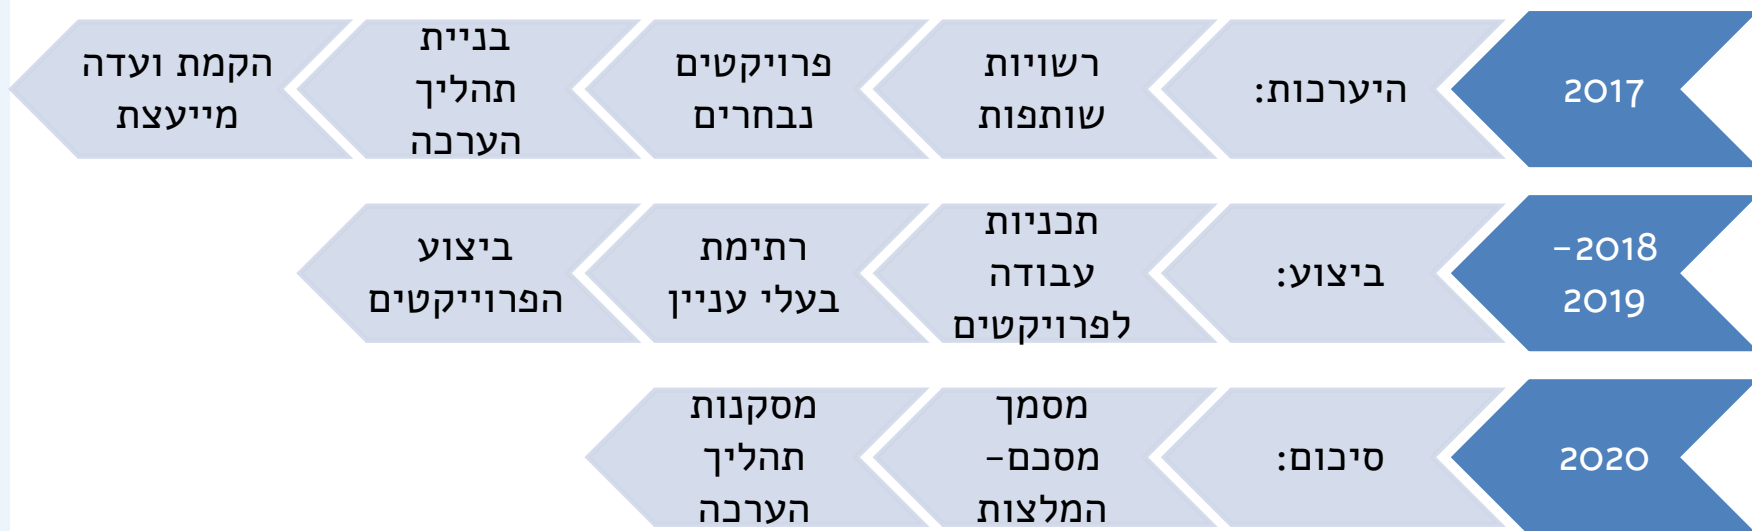 2017
היערכות:
רשויות
שותפות
פרויקטים
נבחרים
בניית
תהליך
הערכה
הקמת ועדה
מייעצת
2018–
2019
ביצוע:
תכניות
עבודה
לפרויקטים
רתימת
בעלי עניין
ביצוע
הפרוייקטים
2020
סיכום:
מסמך
מסכם–
המלצות
מסקנות
תהליך
הערכה